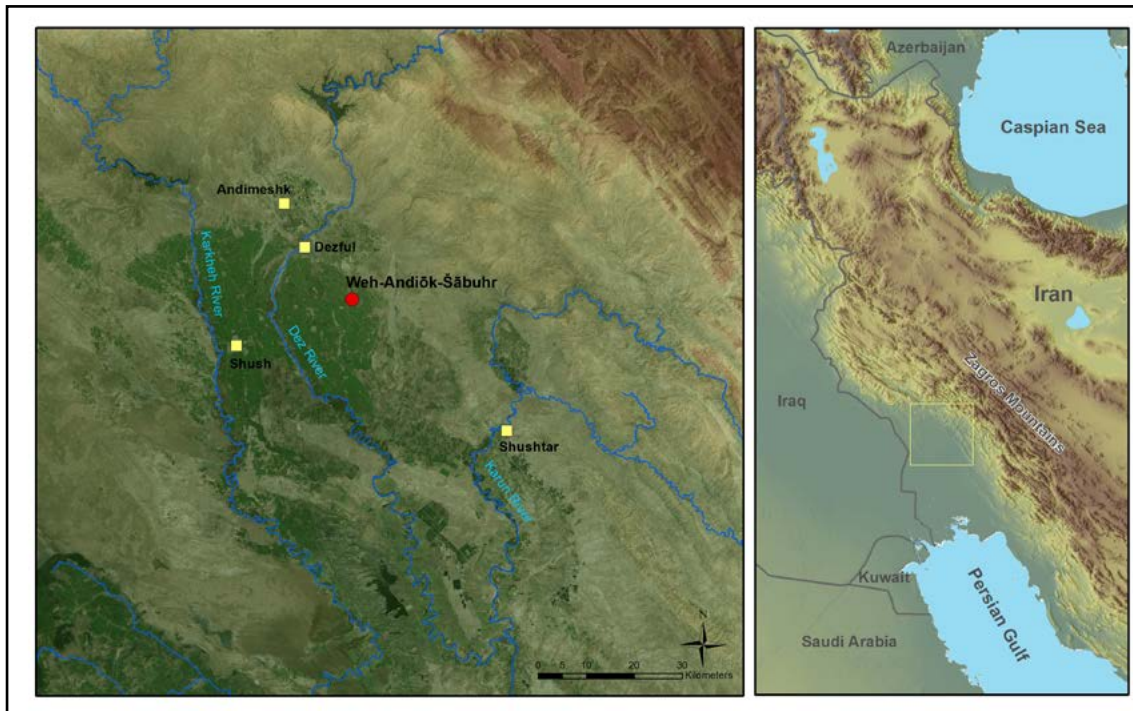 Andimeshk
Dezful
Weh-Andiōk-Šābuhr
Karkheh River
Dez River
Shush
Shushtar
Karun River
N
0 5 10 20 30
Kilometers
Azerbaijan
Caspian Sea
Iran
Zagros Mountains
Iraq
Kuwait
Persian Gulf
Saudi Arabia